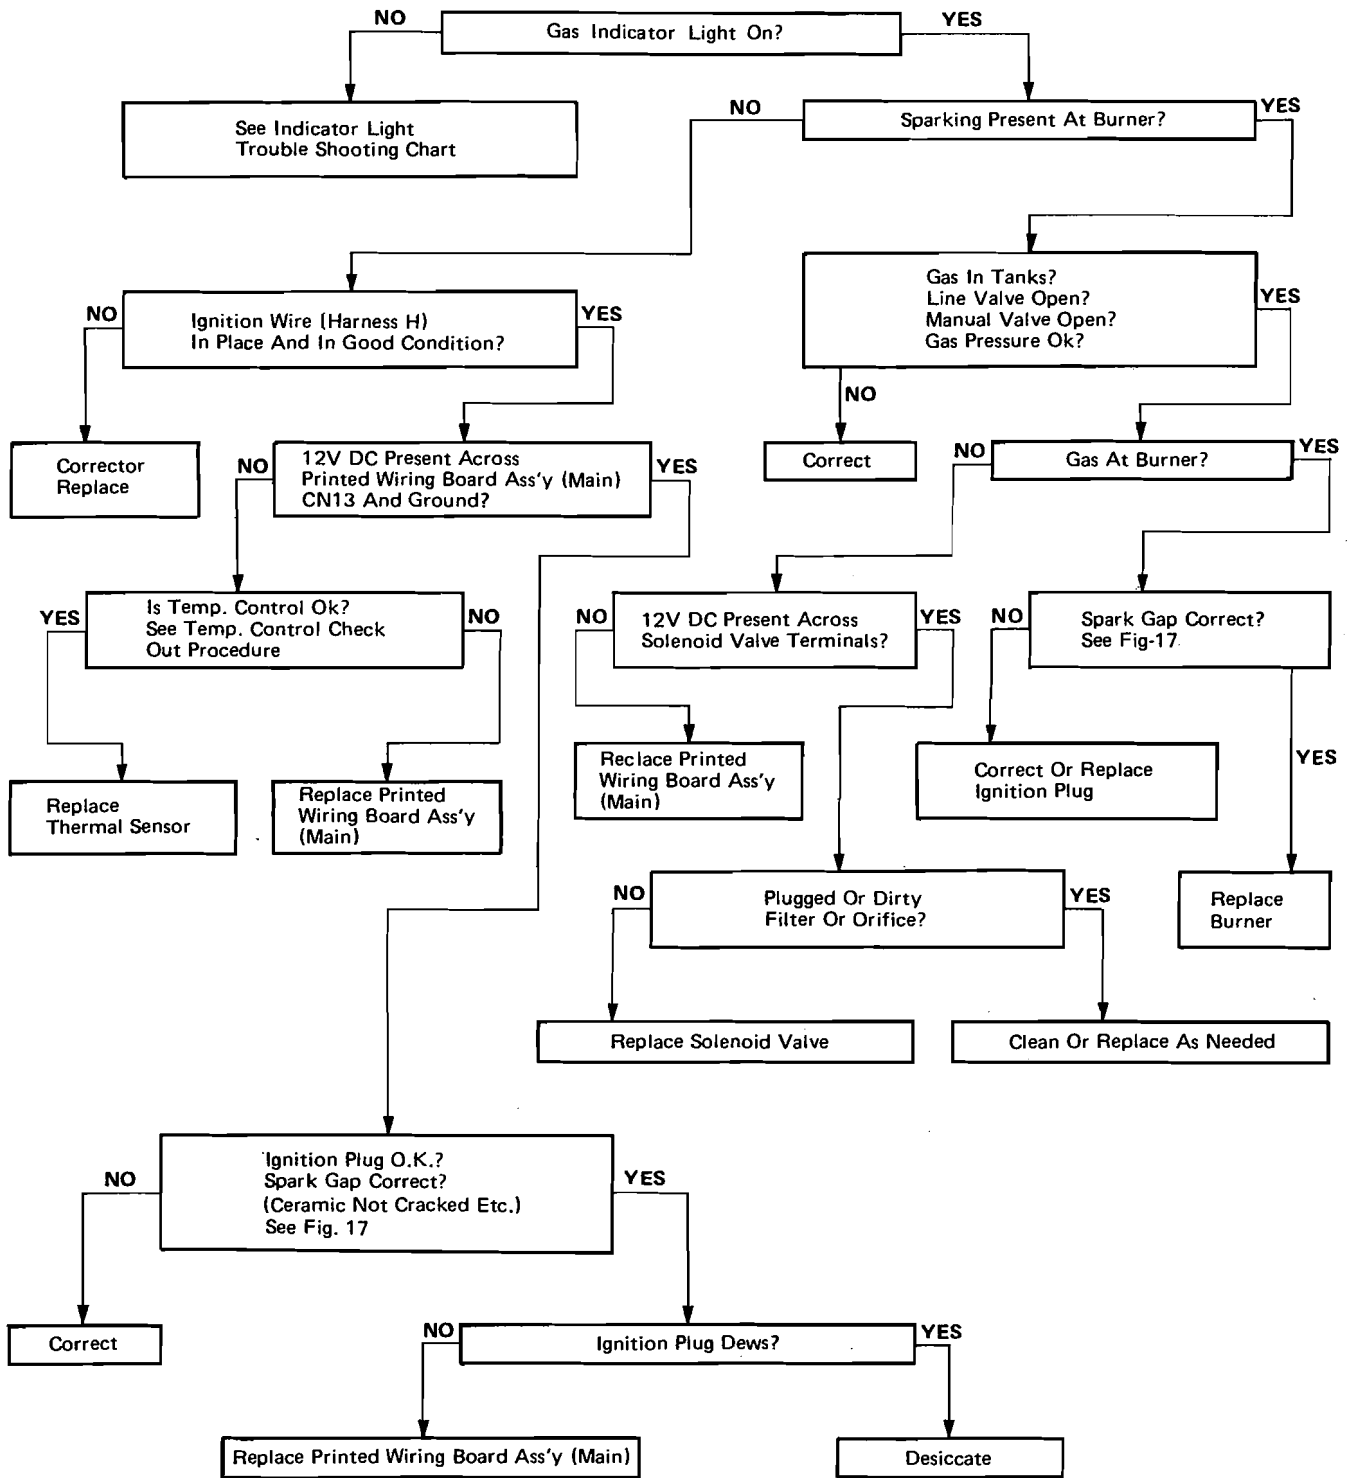 NO
YES
Gas Indicator Light On?
NO
YES
See Indicator Light
Trouble Shooting Chart
Sparking Present At Burner?
NO
YES
Ignition Wire (Harness H)
In Place And In Good Condition?
Gas In Tanks?
Line Valve Open?
Manual Valve Open?
Gas Pressure Ok?
YES
NO
Corrector
Replace
NO
12V DC Present Across
Printed Wiring Board Ass'y (Main)
CN13 And Ground?
YES
Correct
NO
Gas At Burner?
YES
YES
Is Temp. Control Ok?
See Temp. Control Check
Out Procedure
NO
NO
12V DC Present Across
Solenoid Valve Terminals?
YES
NO
Spark Gap Correct?
See Fig-17
YES
Replace
Thermal Sensor
Replace Printed
Wiring Board Ass'y
(Main)
Reclace Printed
Wiring Board Ass'y
(Main)
Correct Or Replace
Ignition Plug
NO
Plugged Or Dirty
Filter Or Orifice?
YES
Replace
Burner
Replace Solenoid Valve
Clean Or Replace As Needed
NO
Ignition Plug O.K.?
Spark Gap Correct?
(Ceramic Not Cracked Etc.)
See Fig. 17
YES
Correct
NO
Ignition Plug Dews?
YES
Replace Printed Wiring Board Ass'y (Main)
Desiccate